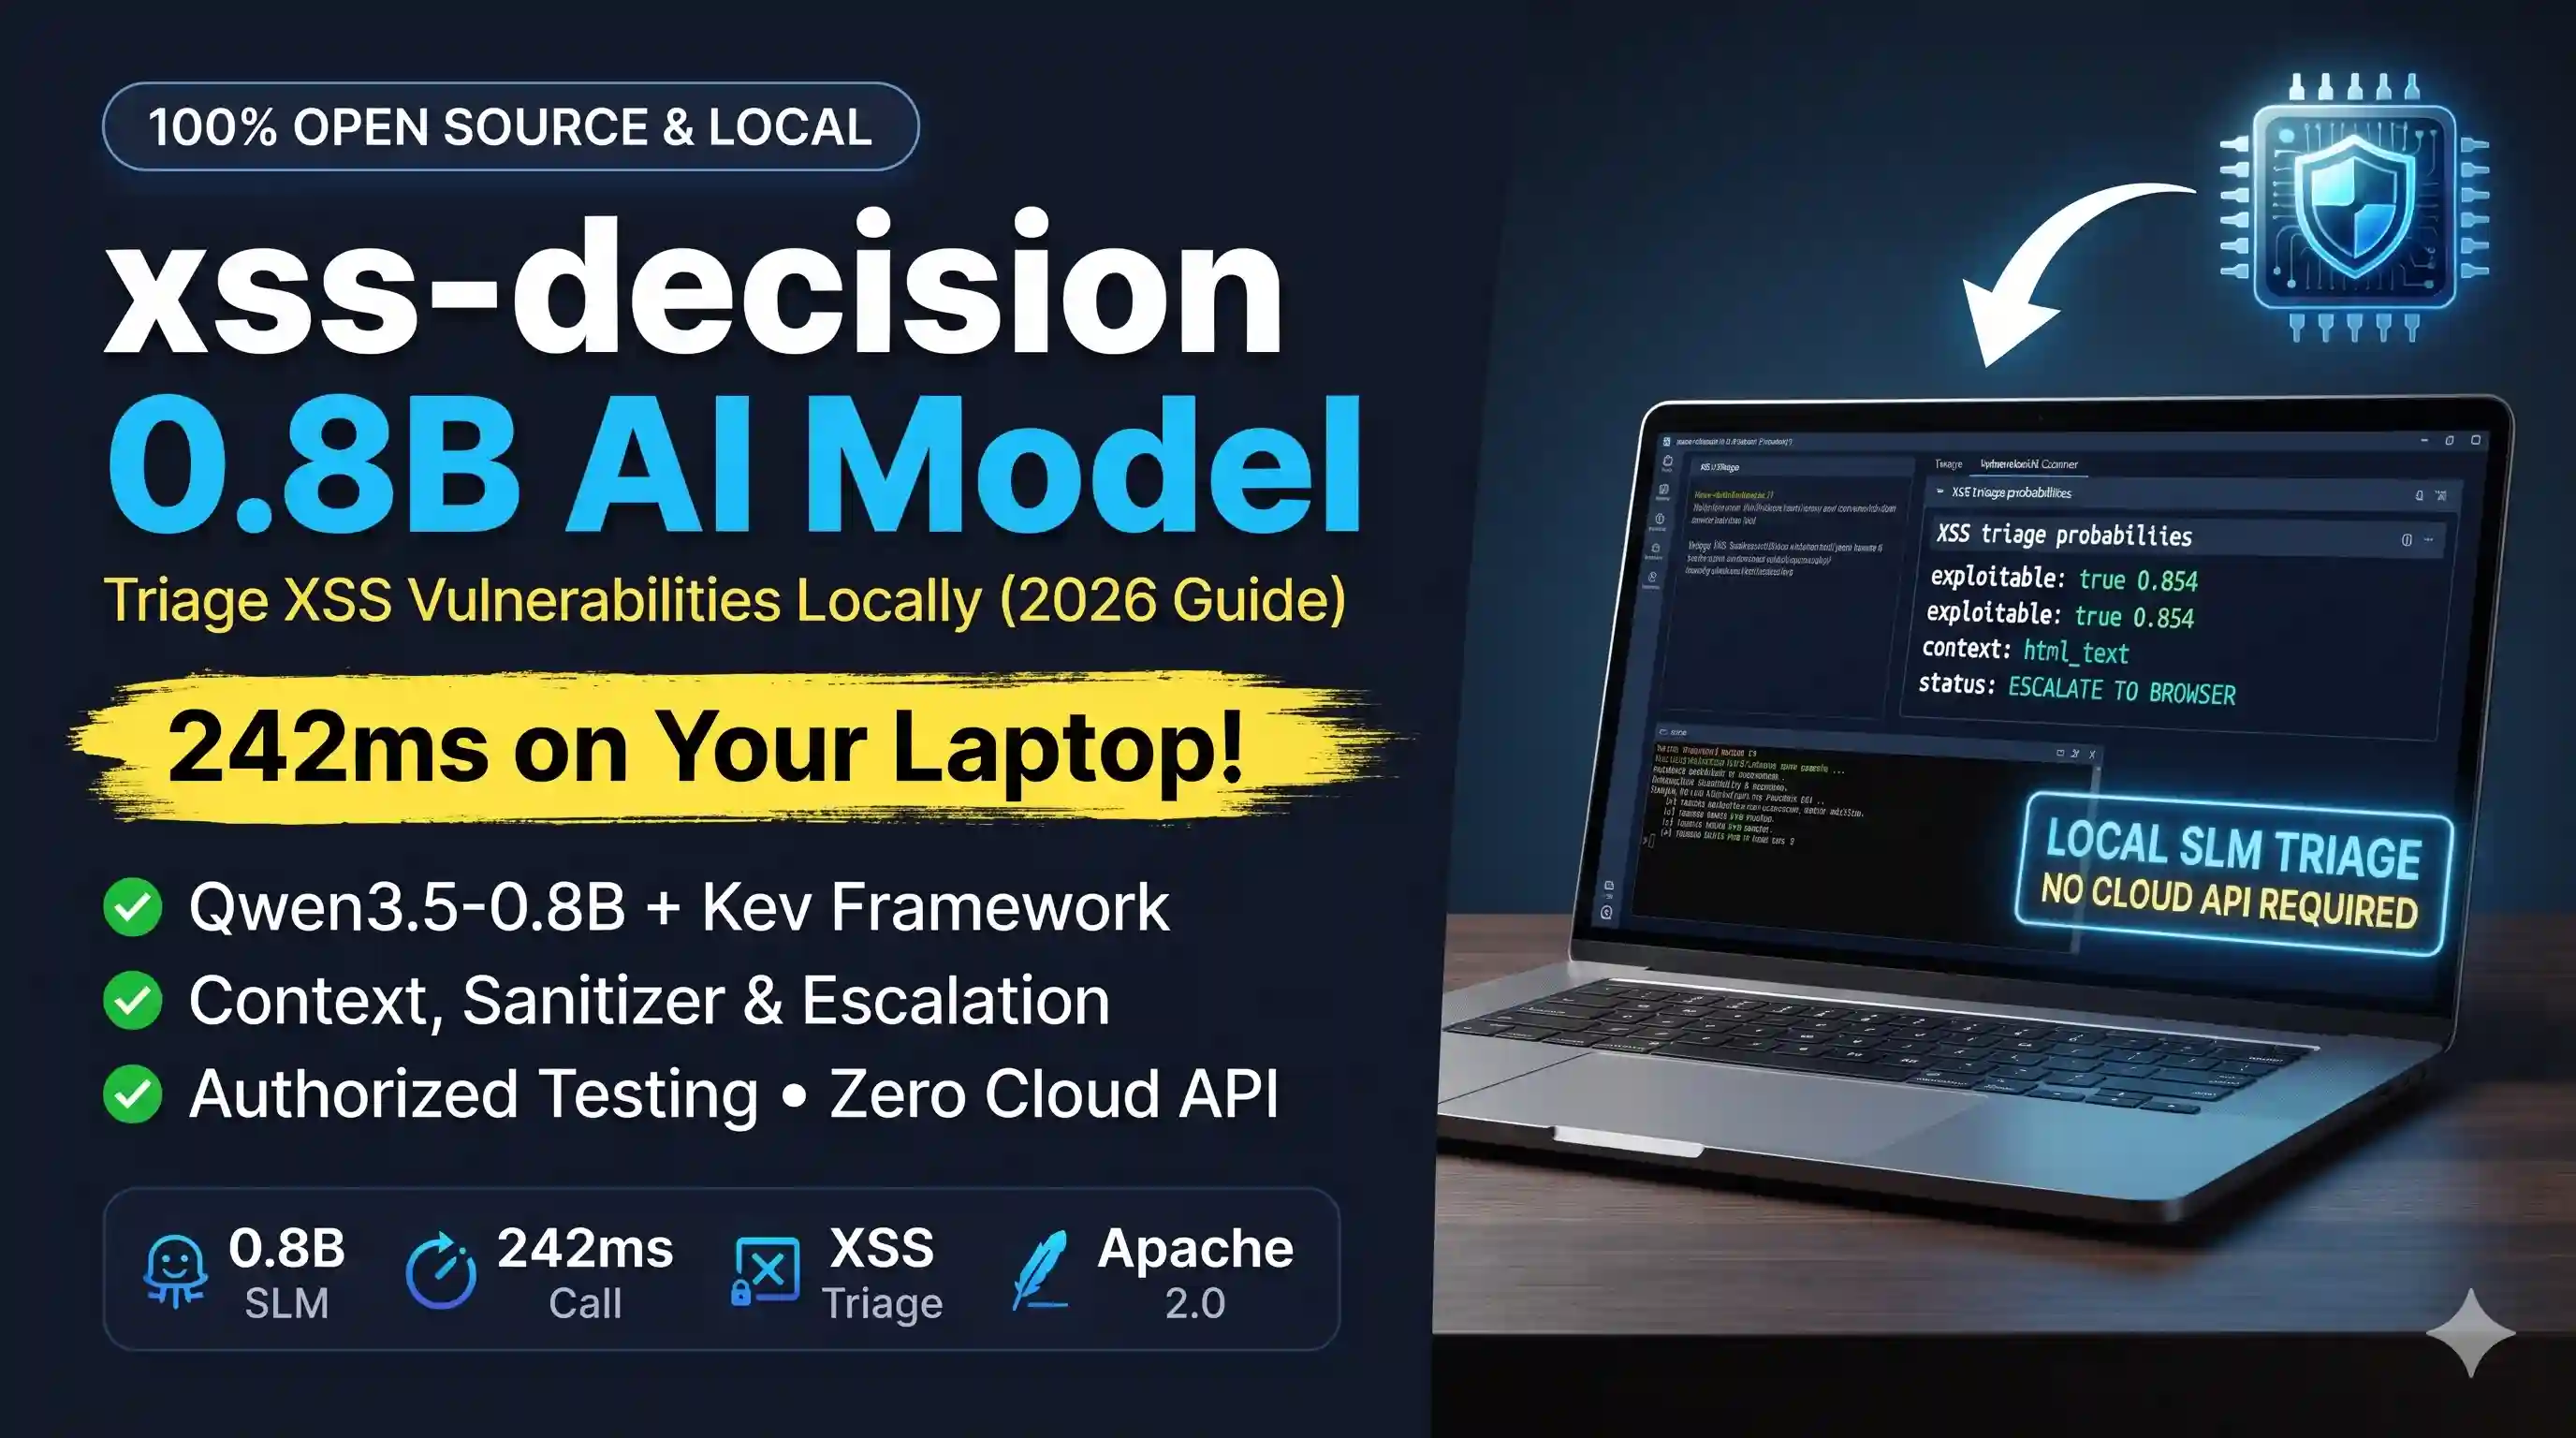 100% OPEN SOURCE & LOCAL
xss-decision
0.8B AI Model
Triage XSS Vulnerabilities Locally (2026 Guide)
242ms on Your Laptop!
Qwen3.5-0.8B + Kev Framework
Context, Sanitizer & Escalation
Authorized Testing • Zero Cloud API
0.8B
SLM
242ms
Call
XSS
Triage
Apache
2.0
XSS triage probabiliies
exploitable: true 0.854
exploitable: true 0.854
context: html_text
status: ESCALATE TO BROWSER
LOCAL SLM TRIAGE
NO CLOUD API REQUIRED